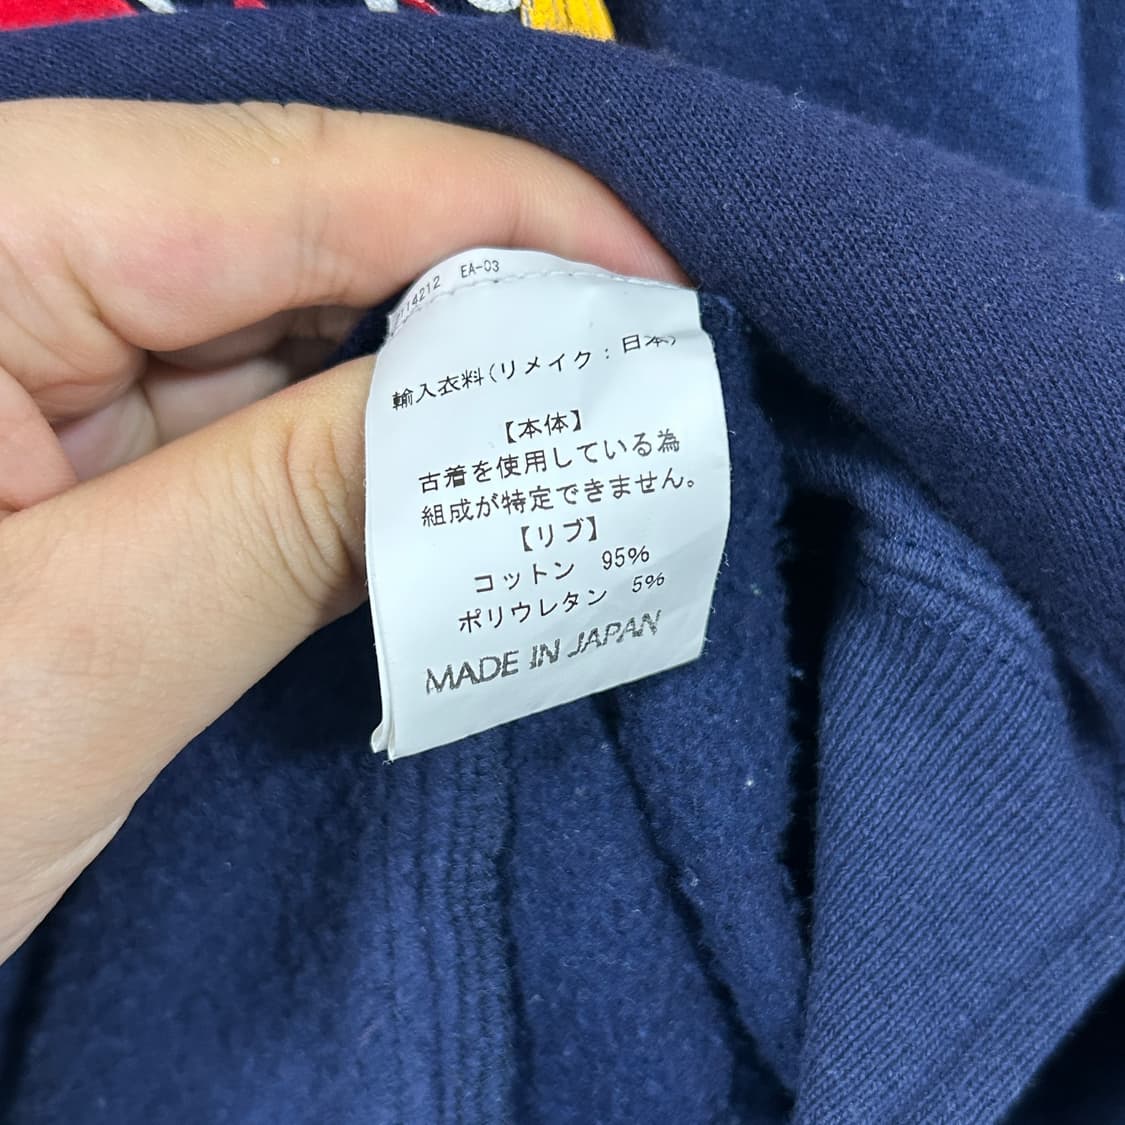 2114212 EA-03
輸入衣料(リメイク:日本)
【本体】
古着を使用している為
組成が特定できません。
【リブ】
コットン 95%
ポリウレタン 5%
MADE IN JAPAN